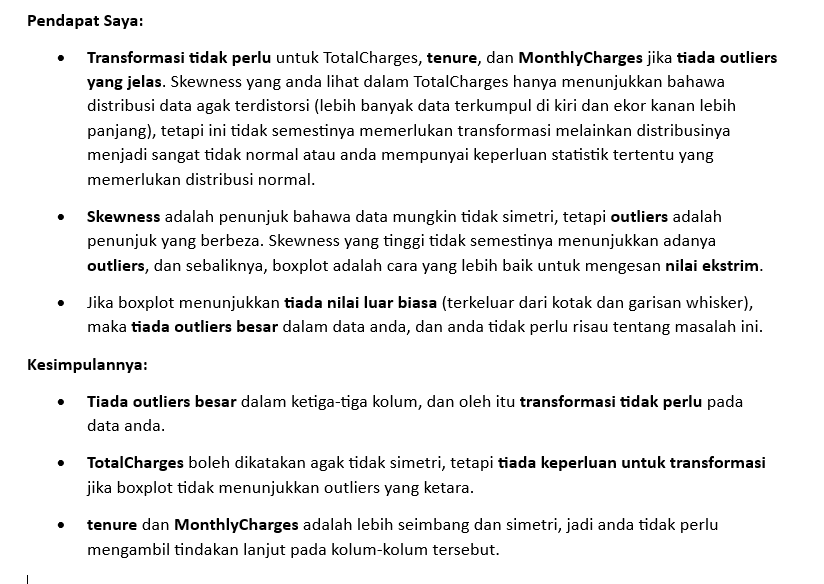 Pendapat Saya:
• Transformasi tidak perlu untuk TotalCharges, tenure, dan MonthlyCharges jika tiada outliers
yang jelas. Skewness yang anda lihat dalam TotalCharges hanya menunjukkan bahawa
distribusi data agak terdistorsi (lebih banyak data terkumpul di kiri dan ekor kanan lebih
panjang), tetapi ini tidak semestinya memerlukan transformasi melainkan distribusinya
menjadi sangat tidak normal atau anda mempunyai keperluan statistik tertentu yang
memerlukan distribusi normal.
• Skewness adalah penunjuk bahawa data mungkin tidak simetri, tetapi outliers adalah
penunjuk yang berbeza. Skewness yang tinggi tidak semestinya menunjukkan adanya
outliers, dan sebaliknya, boxplot adalah cara yang lebih baik untuk mengesan nilai ekstrim.
• Jika boxplot menunjukkan tiada nilai luar biasa (terkeluar dari kotak dan garisan whisker),
maka tiada outliers besar dalam data anda, dan anda tidak perlu risau tentang masalah ini.
Kesimpulannya:
• Tiada outliers besar dalam ketiga-tiga kolum, dan oleh itu transformasi tidak perlu pada
data anda.
• TotalCharges boleh dikatakan agak tidak simetri, tetapi tiada keperluan untuk transformasi
jika boxplot tidak menunjukkan outliers yang ketara.
• tenure dan MonthlyCharges adalah lebih seimbang dan simetri, jadi anda tidak perlu
mengambil tindakan lanjut pada kolum-kolum tersebut.